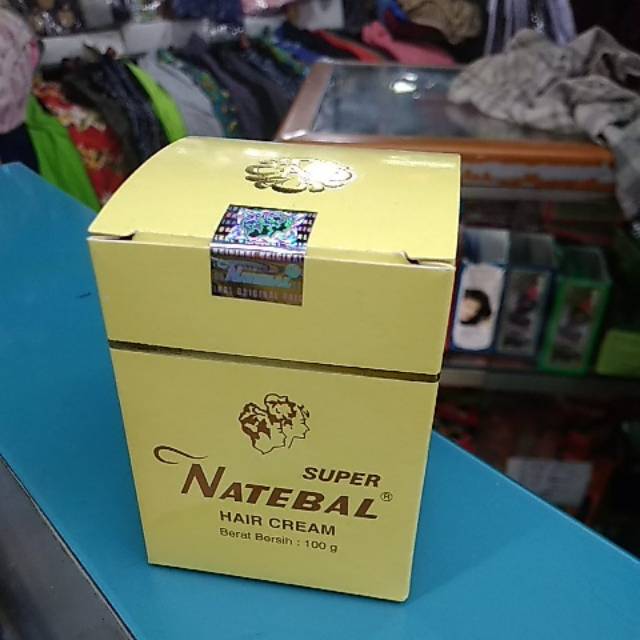 SUPER
NATEBAL®
HAIR CREAM
Berat Bersih : 100 g